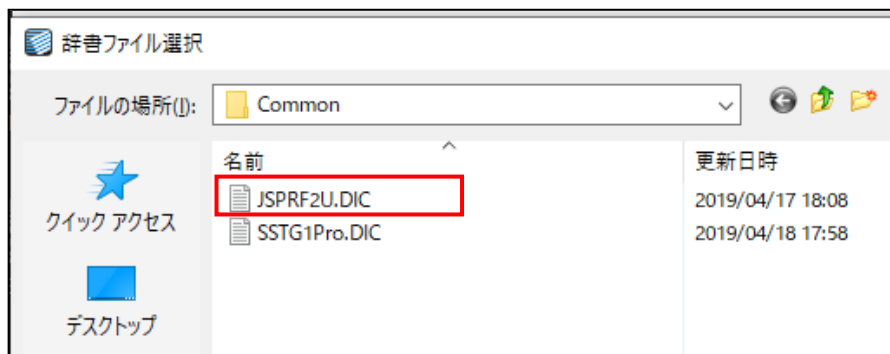 辞書ファイル選択
ファイルの場所(I): Common
名前 更新日時
JSPRF2U.DIC 2019/04/17 18:08
SSTG1Pro.DIC 2019/04/18 17:58
クイック アクセス
デスクトップ